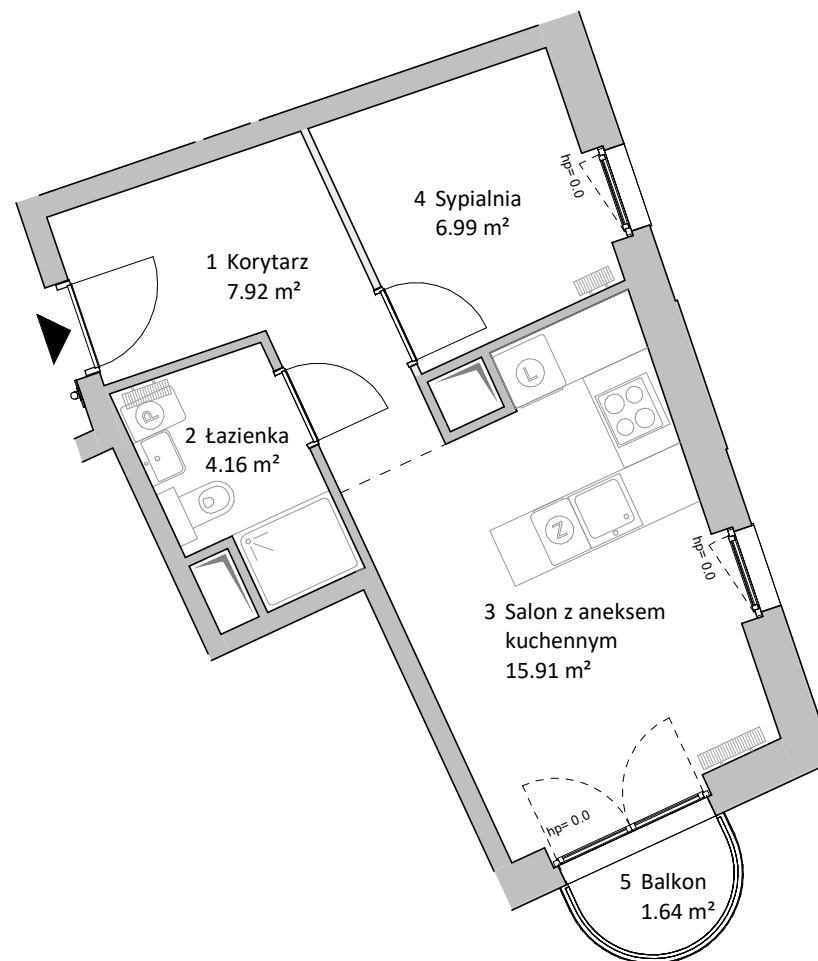 hp= 0.0
4 Sypialnia
6.99 m²
1 Korytarz
7.92 m²
L
P
2 Łazienka
4.16 m²
Z
hp= 0.0
3 Salon z aneksem
kuchennym
15.91 m²
hp= 0.0
5 Balkon
1.64 m²